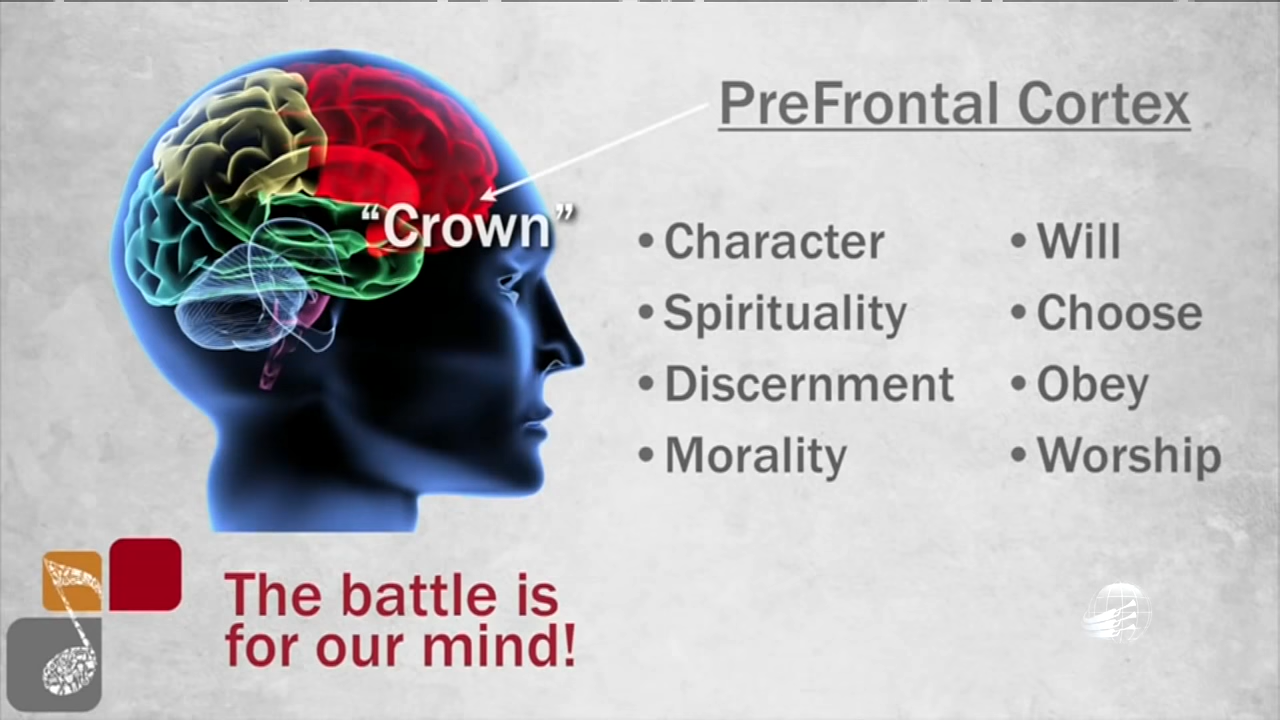 PreFrontal Cortex
“Crown”
• Character
• Spirituality
• Discernment
• Morality
• Will
• Choose
• Obey
• Worship
The battle is
for our mind!